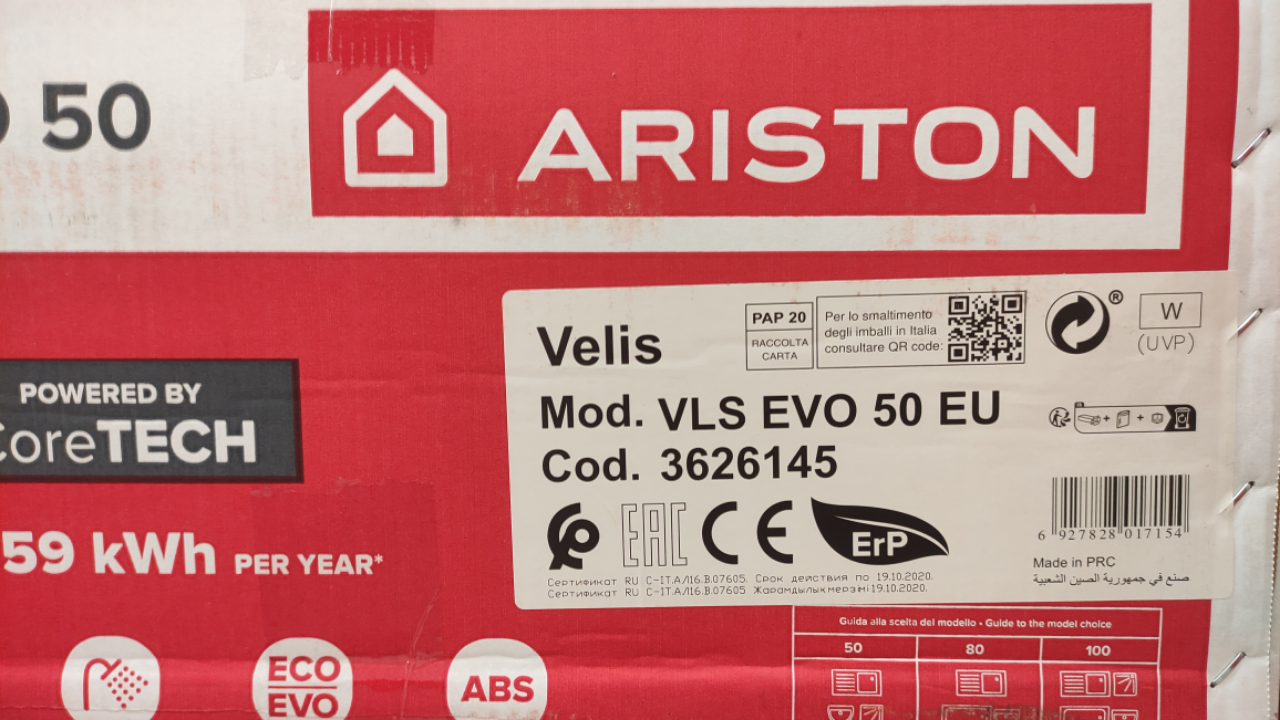 50
ARISTON
Velis
PAP 20
RACCOLTA
CARTA
Per lo smaltimento
degli imballi in Italia
consultare QR code:
®
W
(UVP)
Mod. VLS EVO 50 EU
Cod. 3626145
POWERED BY
CoreTECH
EAC
CE
ErP
6 927828 017154
59 kWh PER YEAR*
Made in PRC
صنع في جمهورية الصين الشعبية
Сертификат RU C-IT.АЛ16.В.07605. Срок действия по 19.10.2020.
Сертификат RU C-IT.АЛ16.В.07605 Жарамдылық мерзімі 19.10.2020.
Guida alla scelta del modello - Guide to the model choice
50 80 100
ECO
EVO
ABS